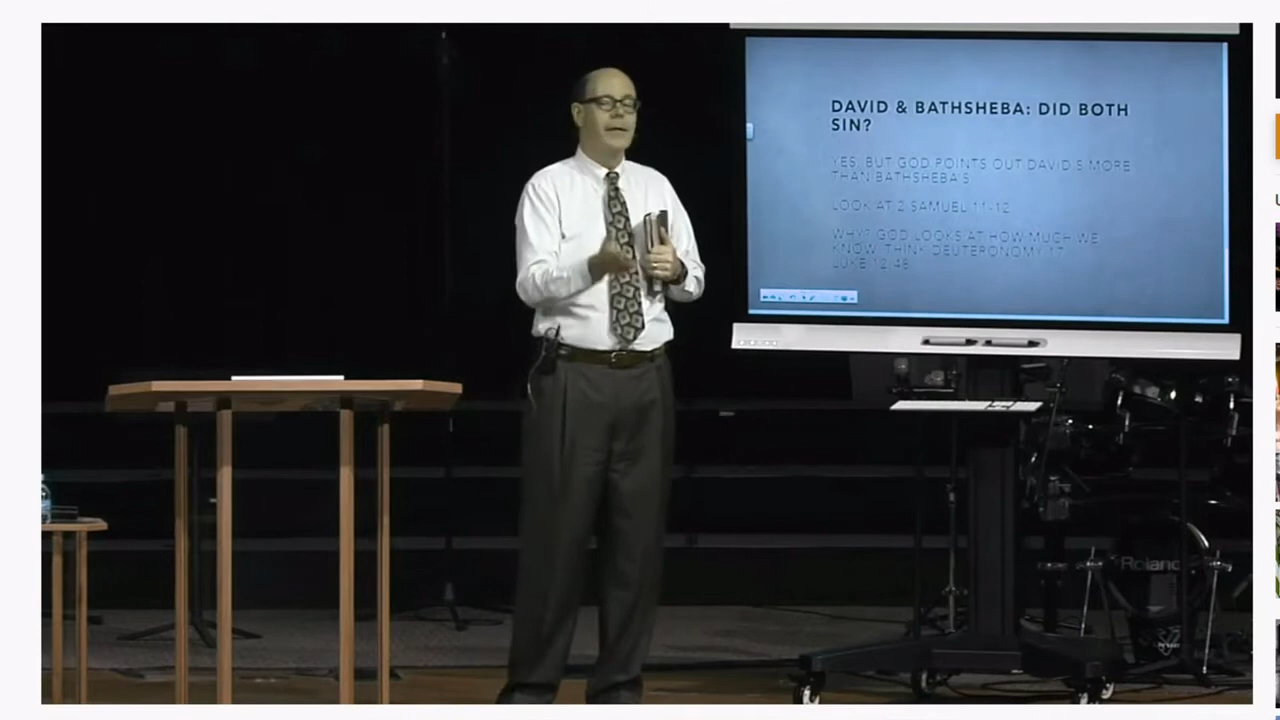 DAVID & BATHSHEBA: DID BOTH
SIN?
YES, BUT GOD POINTS OUT DAVID'S MORE
THAN BATHSHEBA'S
LOOK AT 2 SAMUEL 11-12
WHY? GOD LOOKS AT HOW MUCH WE
KNOW. THINK DEUTERONOMY 17
LUKE 12:48
Roland